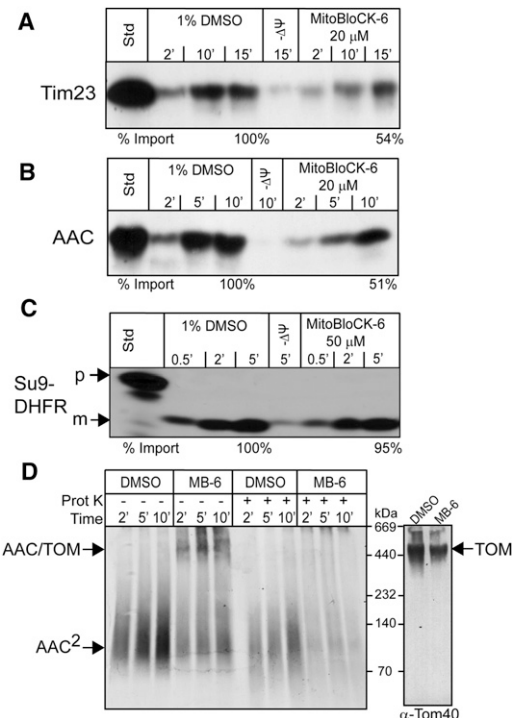 A
Std
1% DMSO
-ΔΨ
MitoBloCK-6
20 μM
2' 10' 15' 15' 2' 10' 15'
Tim23
% Import 100% 54%
B
Std
1% DMSO
-ΔΨ
MitoBloCK-6
20 μM
2' 5' 10' 10' 2' 5' 10'
AAC
% Import 100% 51%
C
Std
1% DMSO
-ΔΨ
MitoBloCK-6
50 μM
0.5' 2' 5' 5' 0.5' 2' 5'
p
Su9-
DHFR
m
% Import 100% 95%
D
DMSO MB-6 DMSO MB-6
Prot K - - - - - - + + + + + +
Time 2' 5' 10' 2' 5' 10' 2' 5' 10' 2' 5' 10'
kDa
669
440
232
140
70
AAC/TOM
AAC²
DMSO
MB-6
TOM
α-Tom40